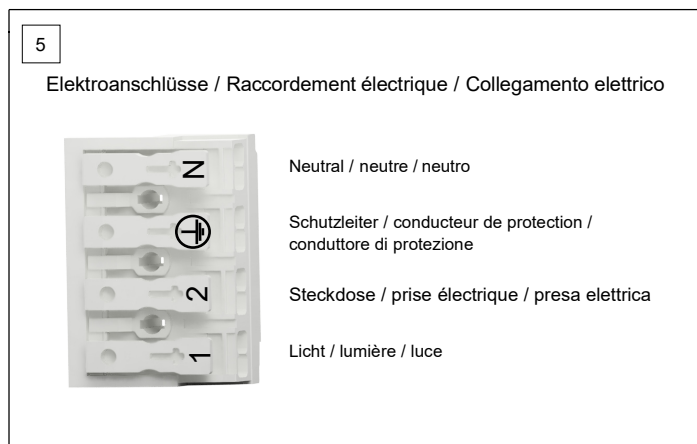 5
Elektroanschlüsse / Raccordement électrique / Collegamento elettrico
N
Neutral / neutre / neutro
Schutzleiter / conducteur de protection /
conduttore di protezione
2
Steckdose / prise électrique / presa elettrica
1
Licht / lumière / luce